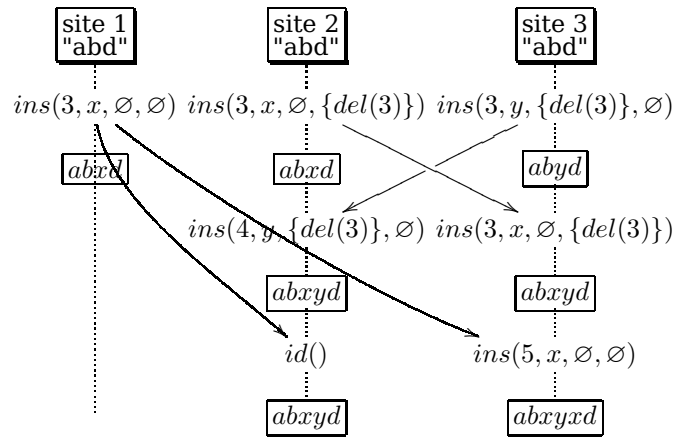 site 1 site 2 site 3
"abd" "abd" "abd"
ins(3, x, ∅, ∅) ins(3, x, ∅, {del(3)}) ins(3, y, {del(3)}, ∅)
abxd abxd abyd
ins(4, y, {del(3)}, ∅) ins(3, x, ∅, {del(3)})
abxyd abxyd
id() ins(5, x, ∅, ∅)
abxyd abxyxd